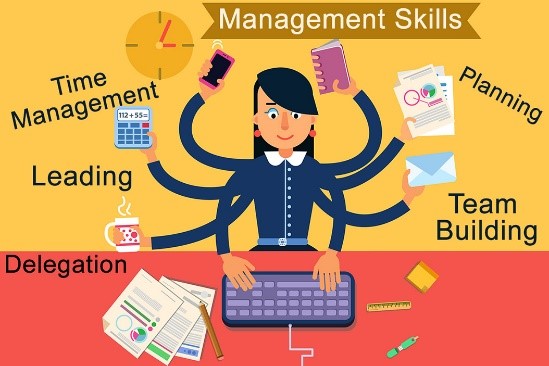 Management Skills
Time
Management
Planning
112+55=
Leading
Team
Building
Delegation